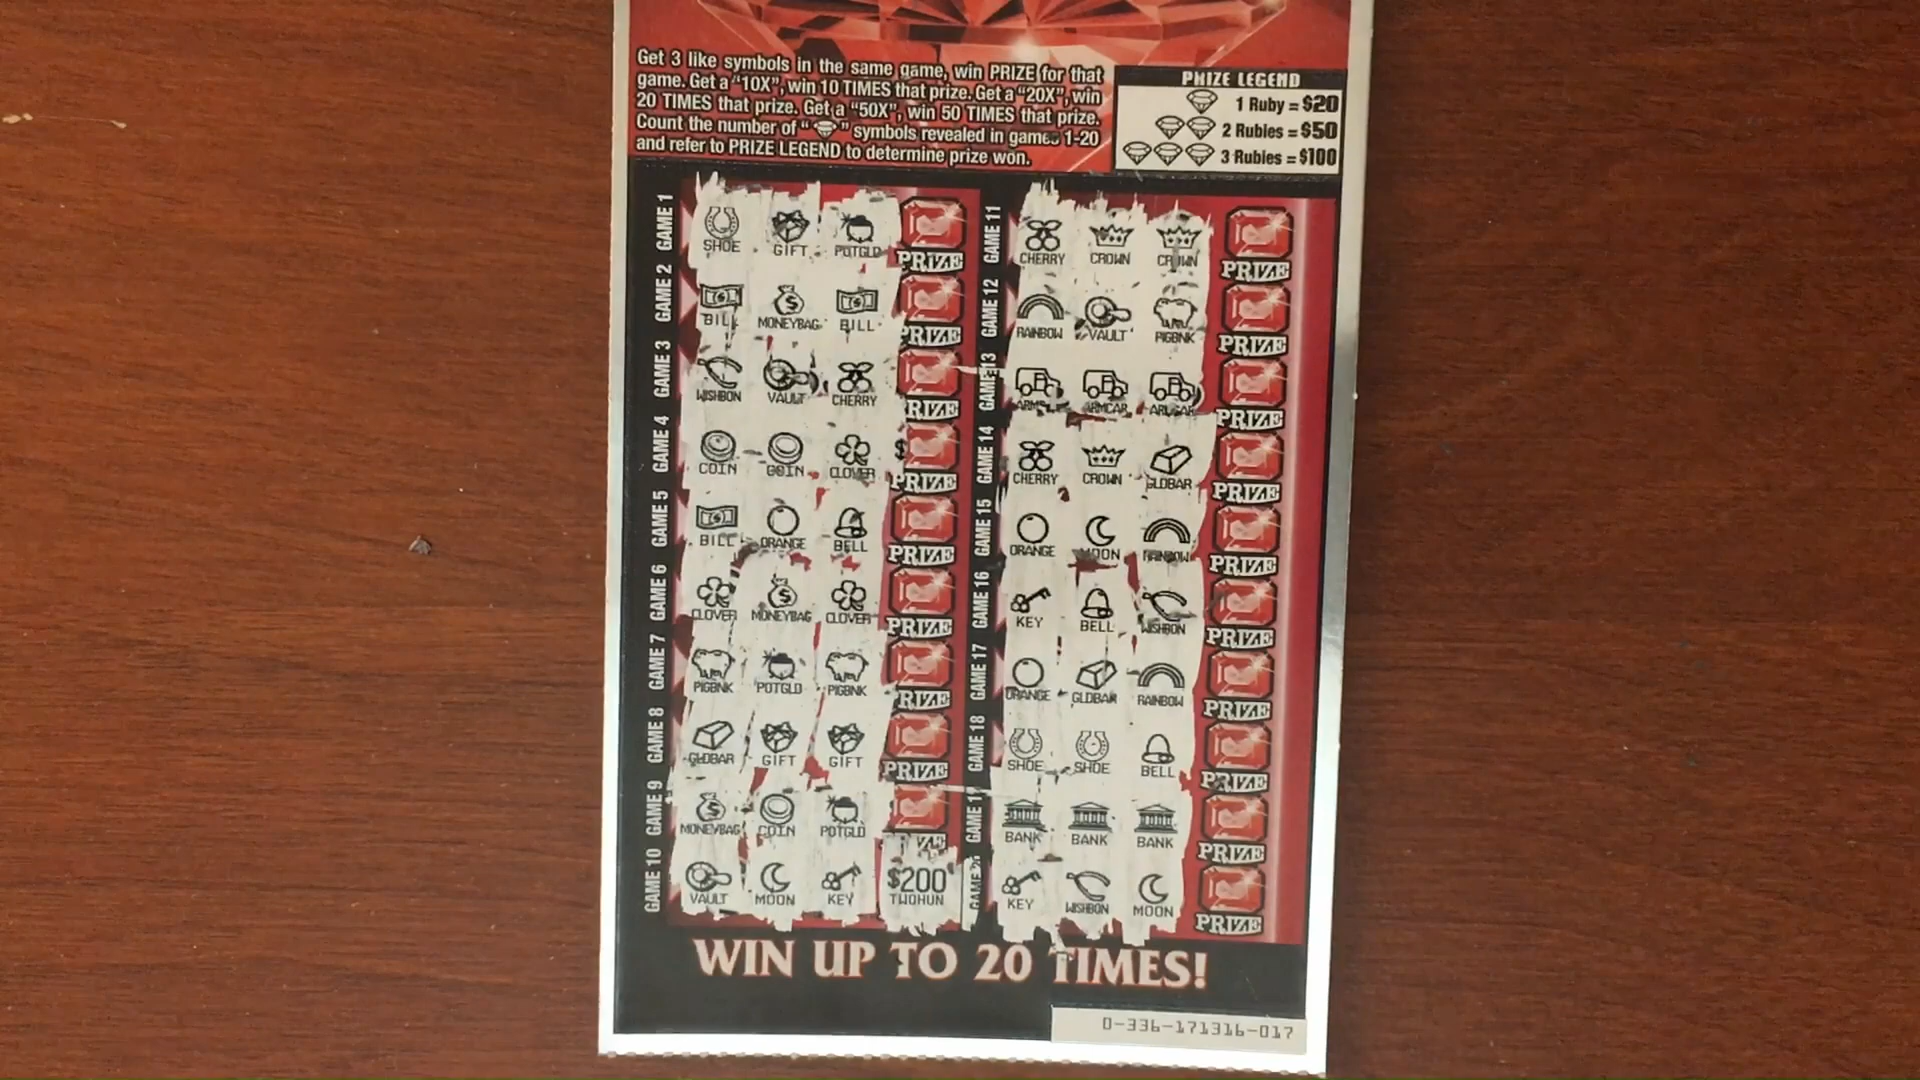 Get 3 like symbols in the same game, win PRIZE for that
game. Get a "10X", win 10 TIMES that prize. Get a "20X", win
20 TIMES that prize. Get a "50X", win 50 TIMES that prize.
Count the number of " " symbols revealed in games 1-20
and refer to PRIZE LEGEND to determine prize won.
PRIZE LEGEND
1 Ruby = $20
2 Rubies = $50
3 Rubies = $100
GAME 1
SHOE GIFT POTGLD PRIZE
GAME 2
BILL MONEYBAG BILL PRIZE
GAME 3
WISHBON VAULT CHERRY PRIZE
GAME 4
COIN COIN CLOVER $ PRIZE
GAME 5
BILL ORANGE BELL PRIZE
GAME 6
CLOVER MONEYBAG CLOVER PRIZE
GAME 7
PIGBNK POTGLD PIGBNK PRIZE
GAME 8
GLDBAR GIFT GIFT PRIZE
GAME 9
MONEYBAG COIN POTGLD
GAME 10
VAULT MOON KEY $200 TWOHUN
GAME 11
CHERRY CROWN CROWN PRIZE
GAME 12
RAINBOW VAULT PIGBNK PRIZE
GAME 13
ARMCAR PRIZE
GAME 14
CHERRY CROWN GLDBAR PRIZE
GAME 15
ORANGE MOON RAINBOW PRIZE
GAME 16
KEY BELL WISHBON PRIZE
GAME 17
ORANGE GLDBAR RAINBOW PRIZE
GAME 18
SHOE SHOE BELL PRIZE
GAME
BANK BANK BANK PRIZE
GAME
KEY WISHBON MOON PRIZE
WIN UP TO 20 TIMES!
0-336-171316-017